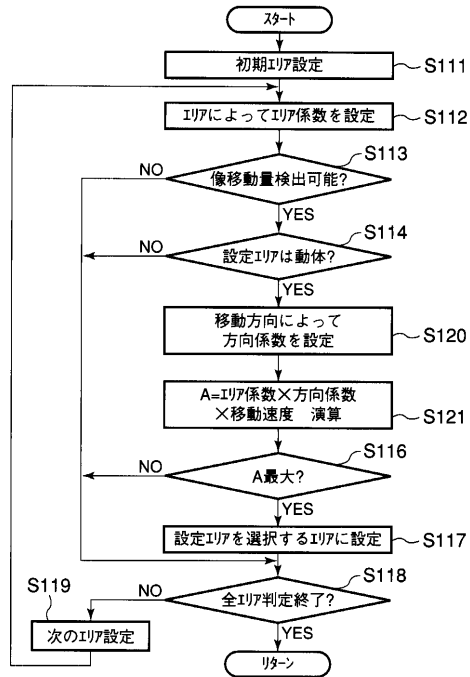 スタート
初期エリア設定
S111
エリアによってエリア係数を設定
S112
S113
NO
像移動量検出可能?
YES
S114
NO
設定エリアは動体?
YES
移動方向によって
方向係数を設定
S120
A=エリア係数×方向係数
×移動速度 演算
S121
S116
NO
A最大?
YES
設定エリアを選択するエリアに設定
S117
S118
S119
NO
全エリア判定終了?
次のエリア設定
YES
リターン